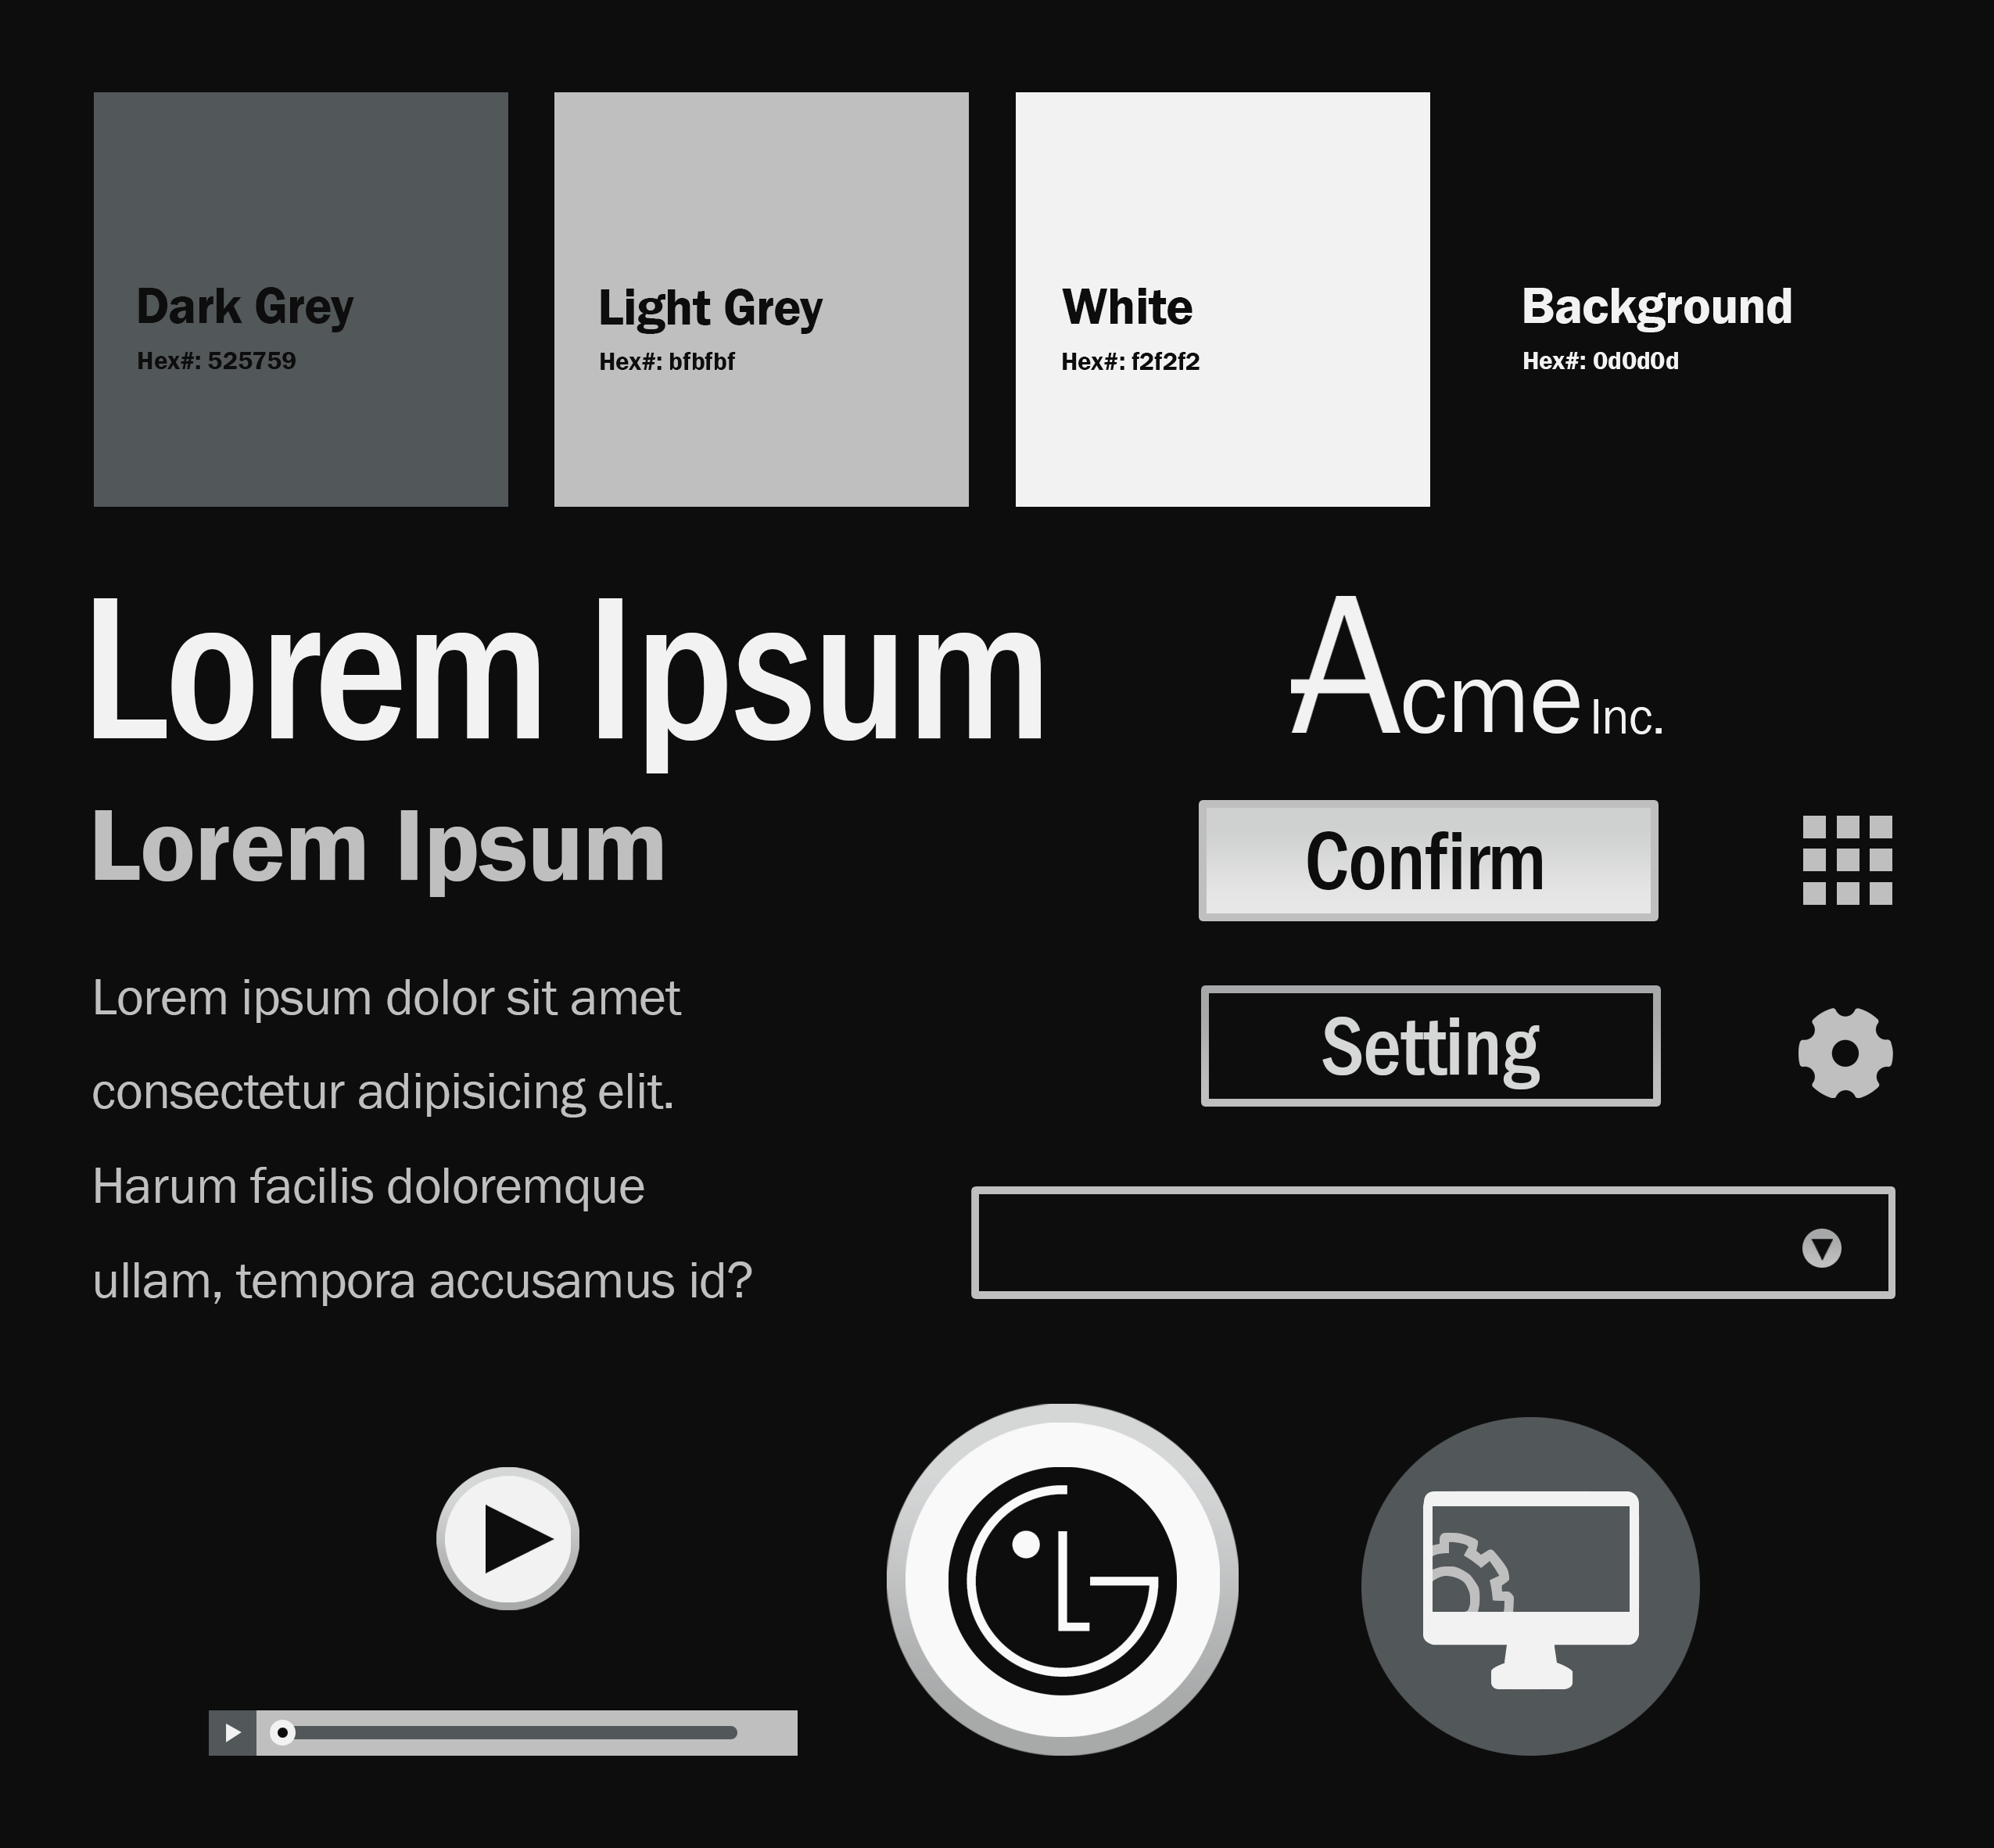 Dark Grey
Hex#: 525759
Light Grey
Hex#: bfbfbf
White
Hex#: f2f2f2
Background
Hex#: 0d0d0d
Lorem Ipsum
Acme Inc.
Lorem Ipsum
Confirm
Setting
Lorem ipsum dolor sit amet
consectetur adipisicing elit.
Harum facilis doloremque
ullam, tempora accusamus id?
LG